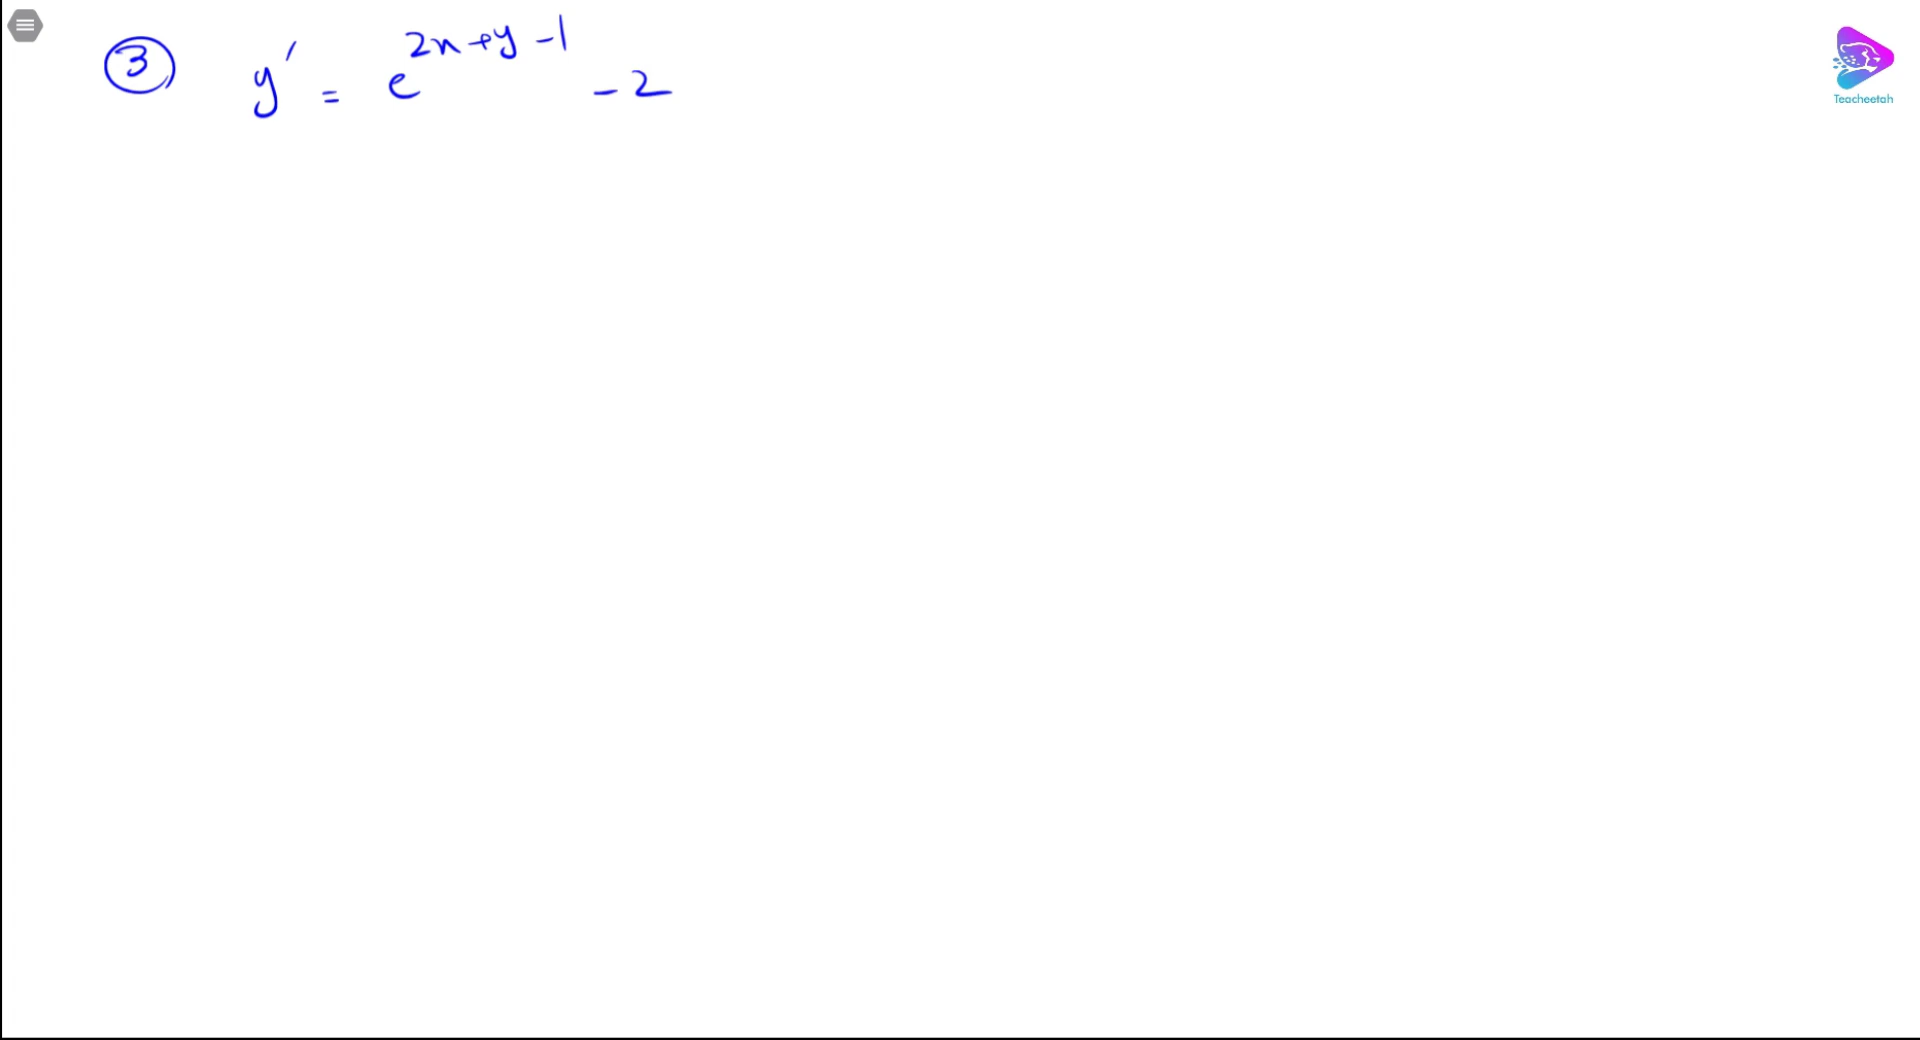 ③ y′ = e^{2x+y-1} - 2
Teacheetah